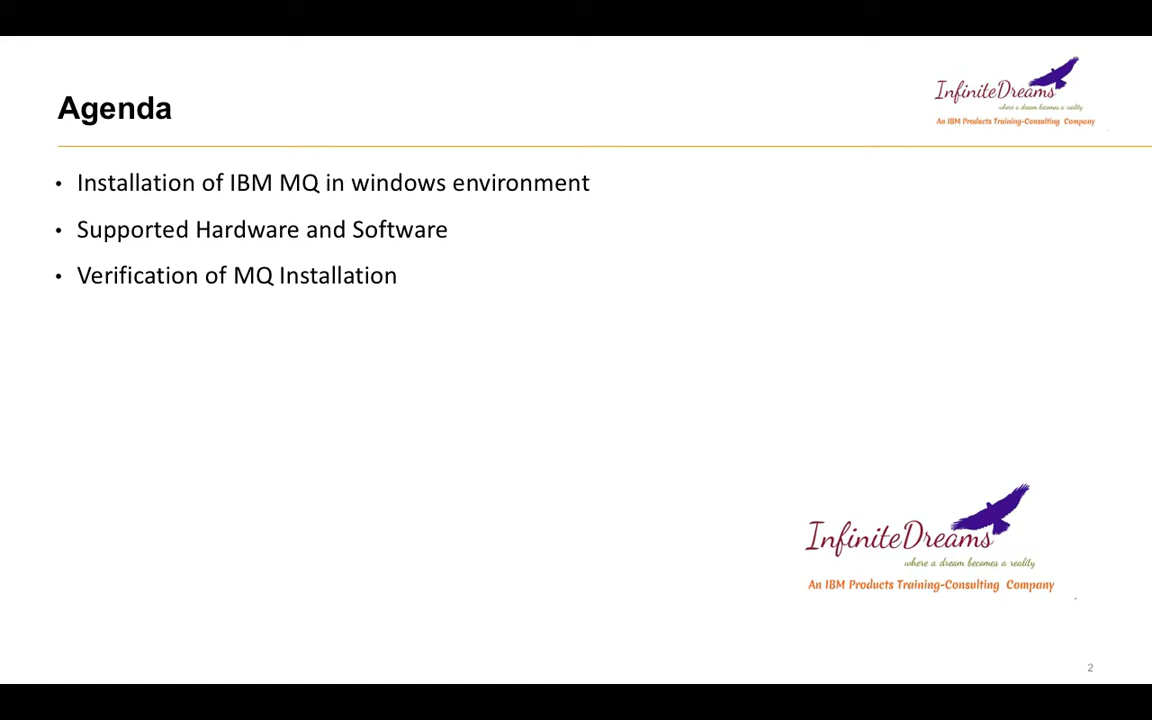 InfiniteDreams
where a dream becomes a reality
An IBM Products Training-Consulting Company
Agenda
• Installation of IBM MQ in windows environment
• Supported Hardware and Software
• Verification of MQ Installation
InfiniteDreams
where a dream becomes a reality
An IBM Products Training-Consulting Company
2